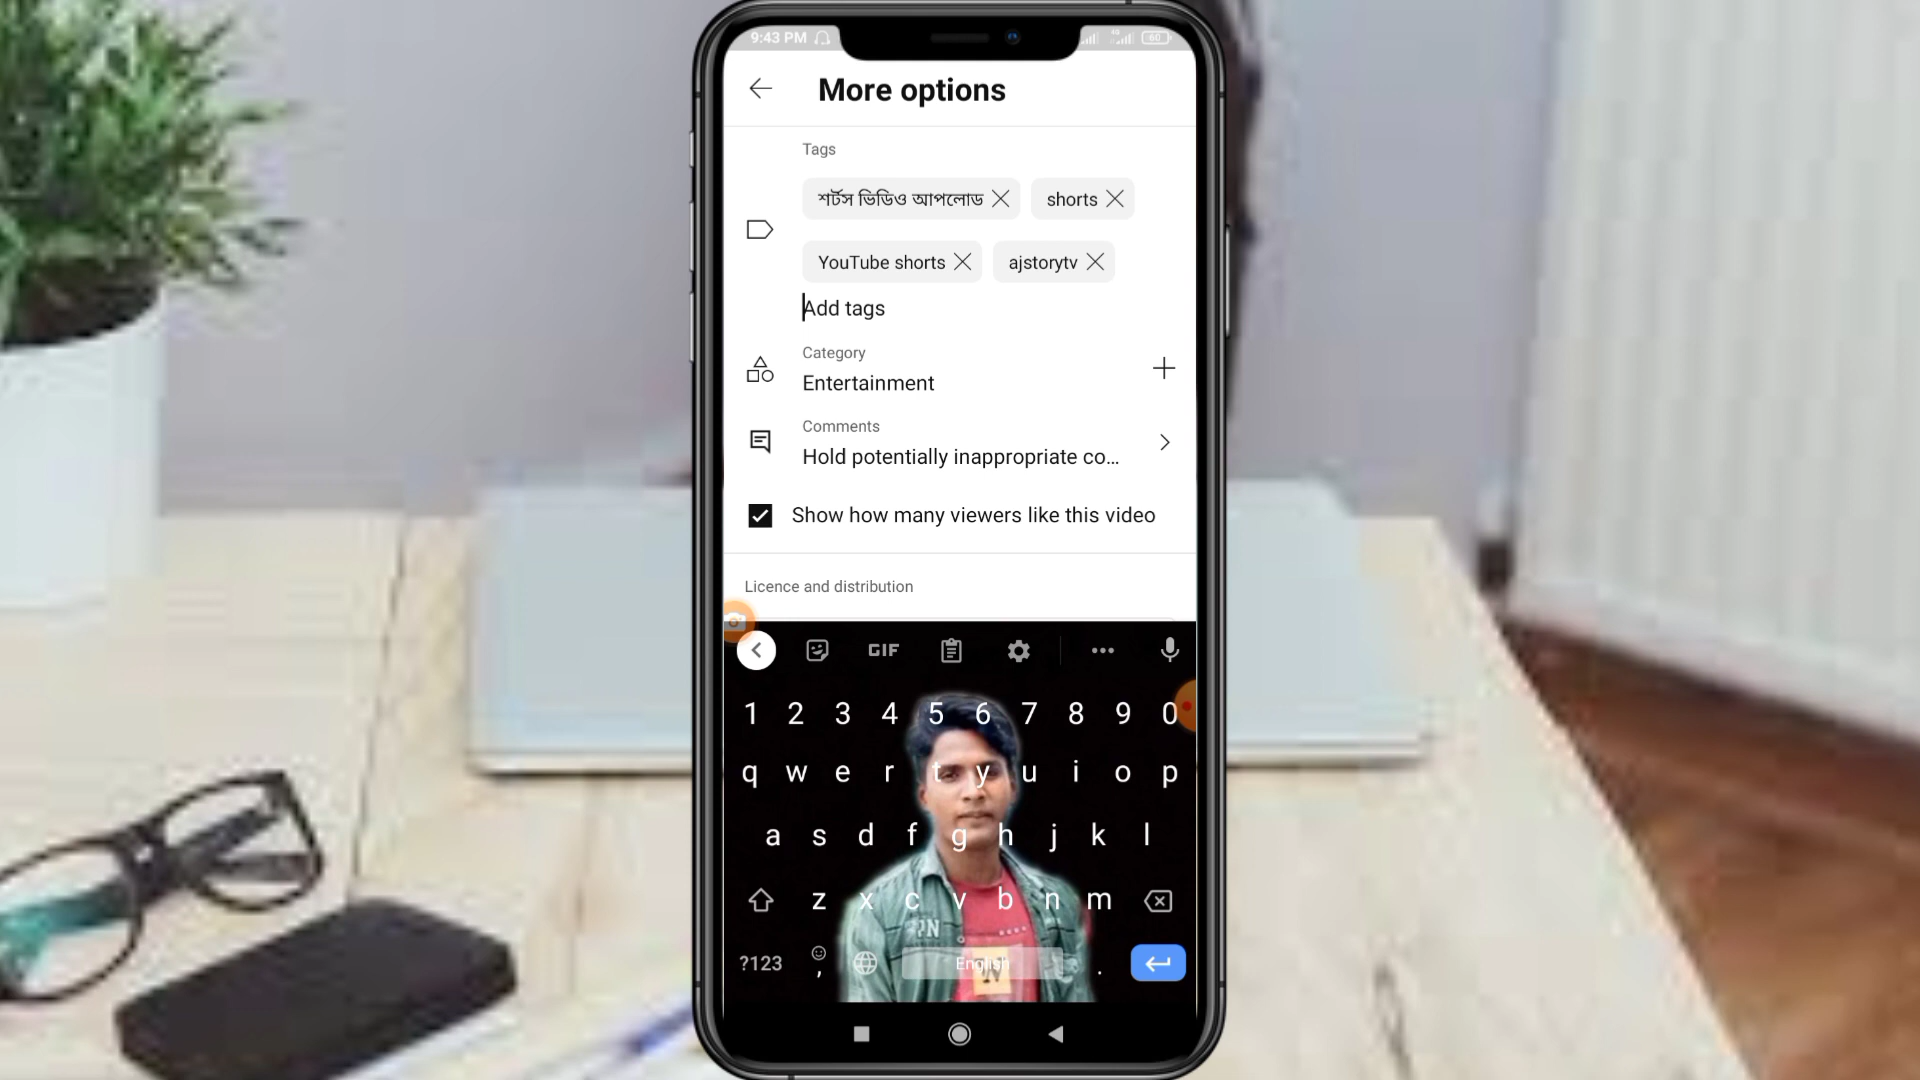 9:43 PM 4G 60
More options
Tags
শর্টস ভিডিও আপলোড shorts
YouTube shorts ajstorytv
Add tags
Category
Entertainment
Comments
Hold potentially inappropriate co...
Show how many viewers like this video
Licence and distribution
GIF
1 2 3 4 5 6 7 8 9 0
q w e r t y u i o p
a s d f g h j k l
z x c v b n m
?123 , English .